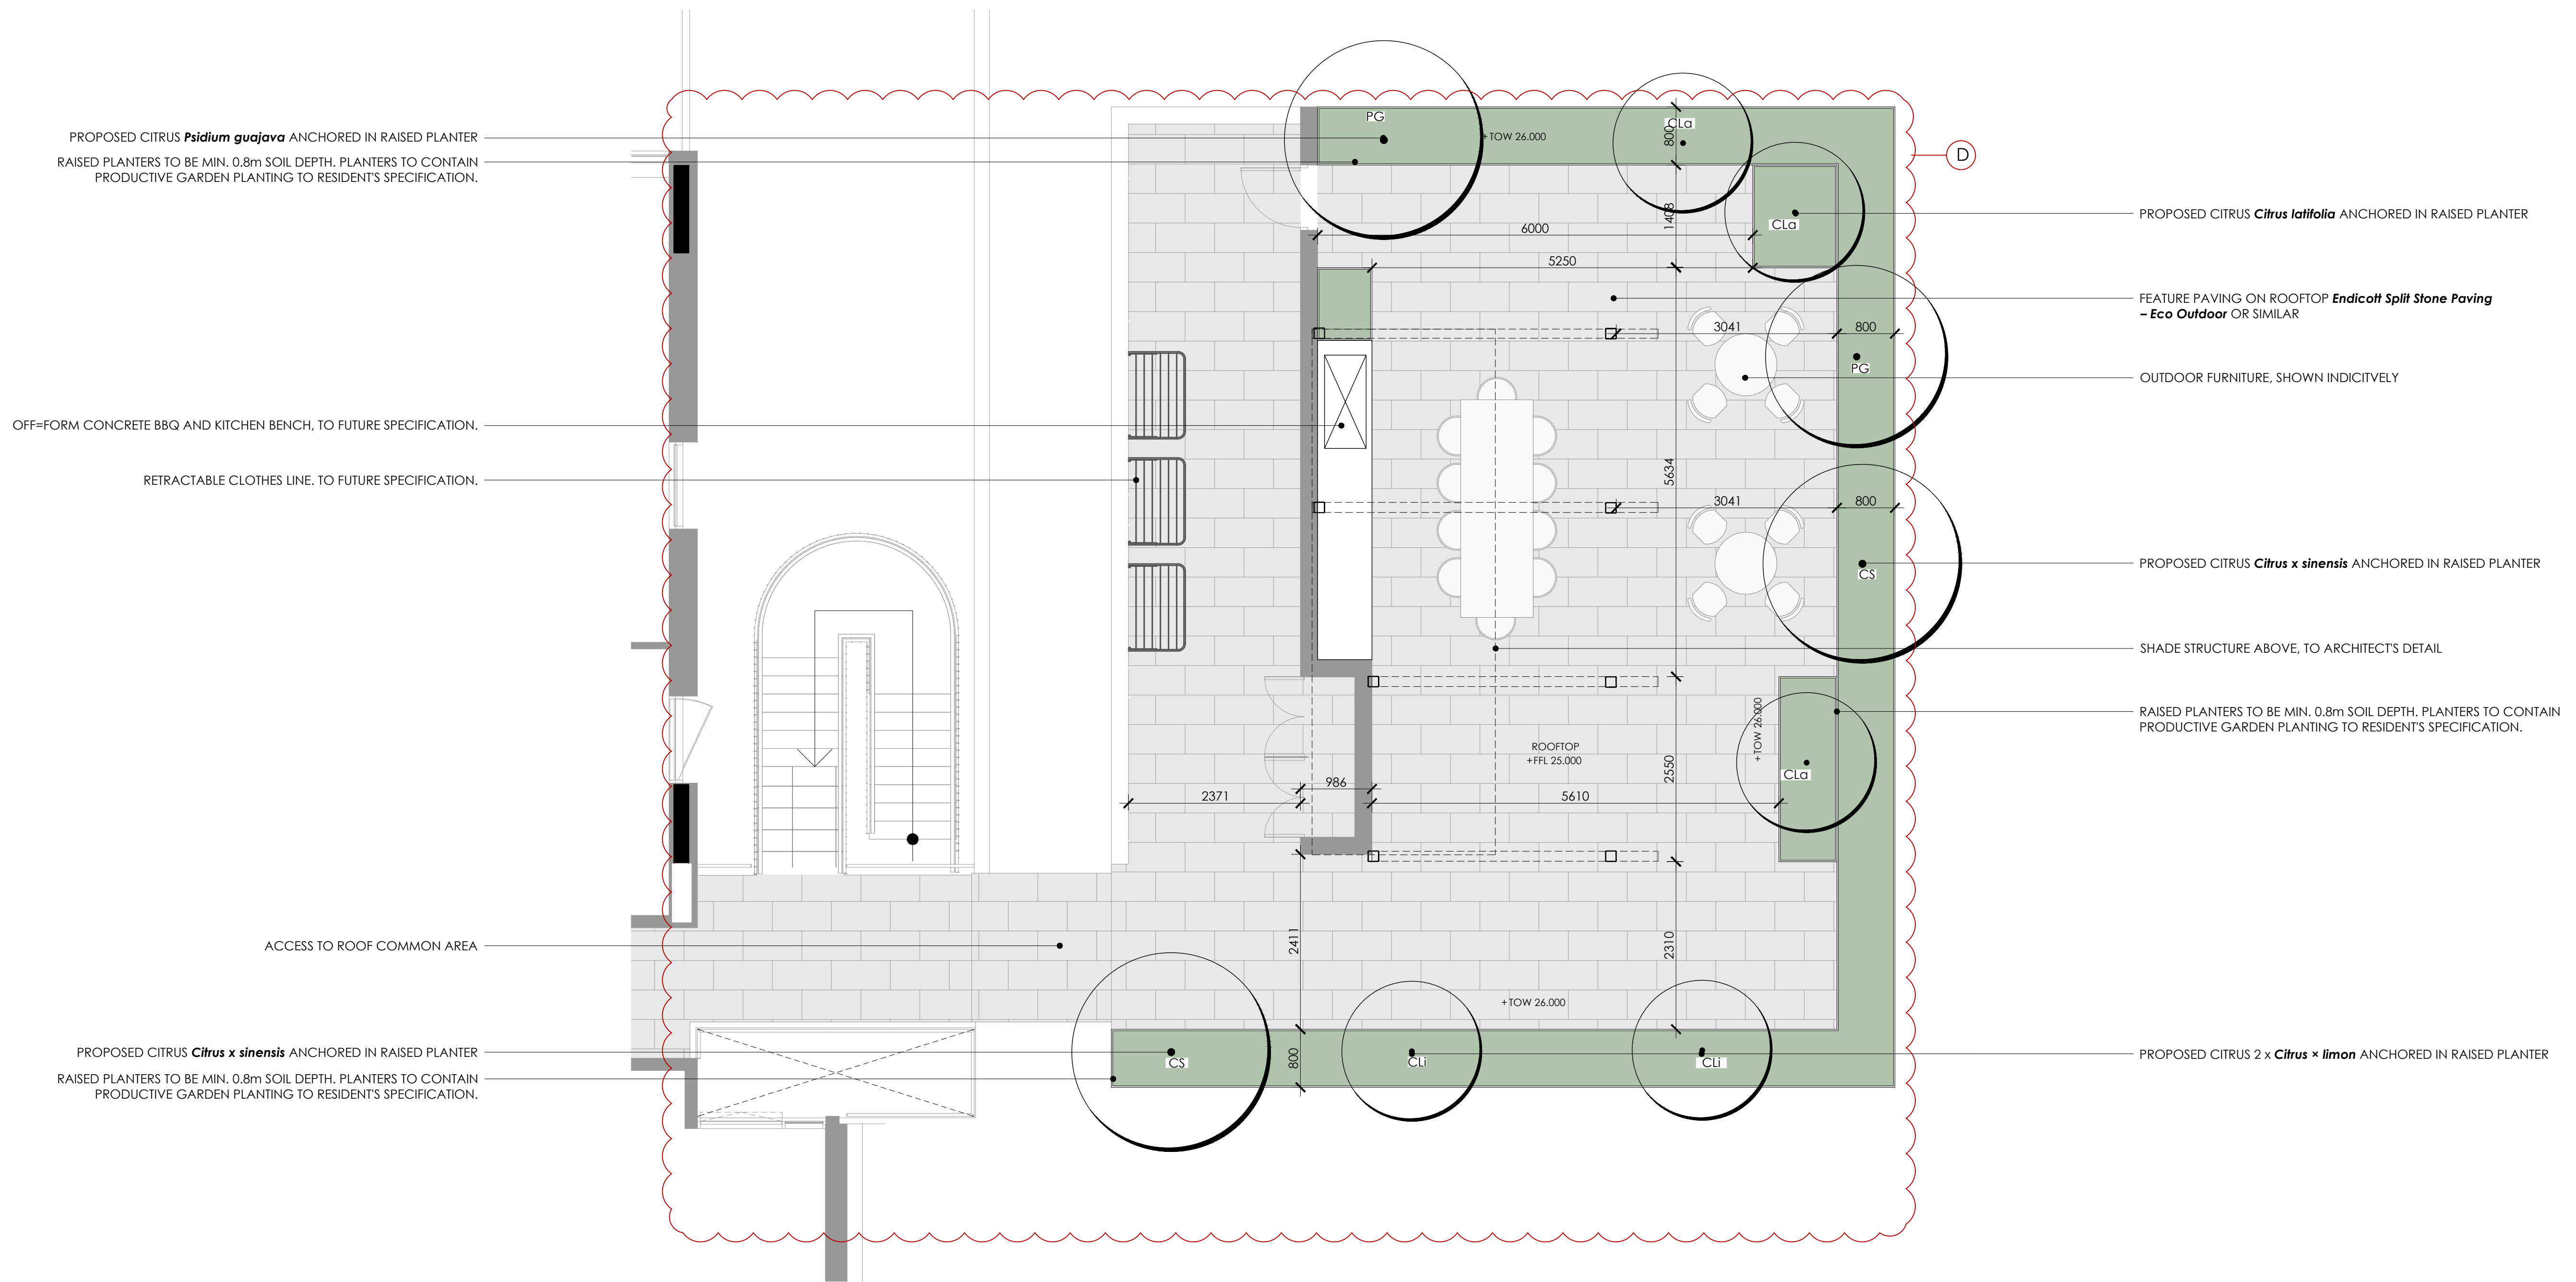 PROPOSED CITRUS Psidium guajava ANCHORED IN RAISED PLANTER
RAISED PLANTERS TO BE MIN. 0.8m SOIL DEPTH. PLANTERS TO CONTAIN
PRODUCTIVE GARDEN PLANTING TO RESIDENT'S SPECIFICATION.
OFF=FORM CONCRETE BBQ AND KITCHEN BENCH, TO FUTURE SPECIFICATION.
RETRACTABLE CLOTHES LINE. TO FUTURE SPECIFICATION.
ACCESS TO ROOF COMMON AREA
PROPOSED CITRUS Citrus x sinensis ANCHORED IN RAISED PLANTER
RAISED PLANTERS TO BE MIN. 0.8m SOIL DEPTH. PLANTERS TO CONTAIN
PRODUCTIVE GARDEN PLANTING TO RESIDENT'S SPECIFICATION.
PG
+TOW 26.000
CLa
800
1408
CLa
6000
5250
3041
800
PG
5634
3041
800
CS
+TOW 26.000
ROOFTOP
+FFL 25.000
2550
CLa
986
2371
5610
2411
2310
+TOW 26.000
800
CS
CLi
CLi
D
PROPOSED CITRUS Citrus latifolia ANCHORED IN RAISED PLANTER
FEATURE PAVING ON ROOFTOP Endicott Split Stone Paving
– Eco Outdoor OR SIMILAR
OUTDOOR FURNITURE, SHOWN INDICITVELY
PROPOSED CITRUS Citrus x sinensis ANCHORED IN RAISED PLANTER
SHADE STRUCTURE ABOVE, TO ARCHITECT'S DETAIL
RAISED PLANTERS TO BE MIN. 0.8m SOIL DEPTH. PLANTERS TO CONTAIN
PRODUCTIVE GARDEN PLANTING TO RESIDENT'S SPECIFICATION.
PROPOSED CITRUS 2 x Citrus × limon ANCHORED IN RAISED PLANTER